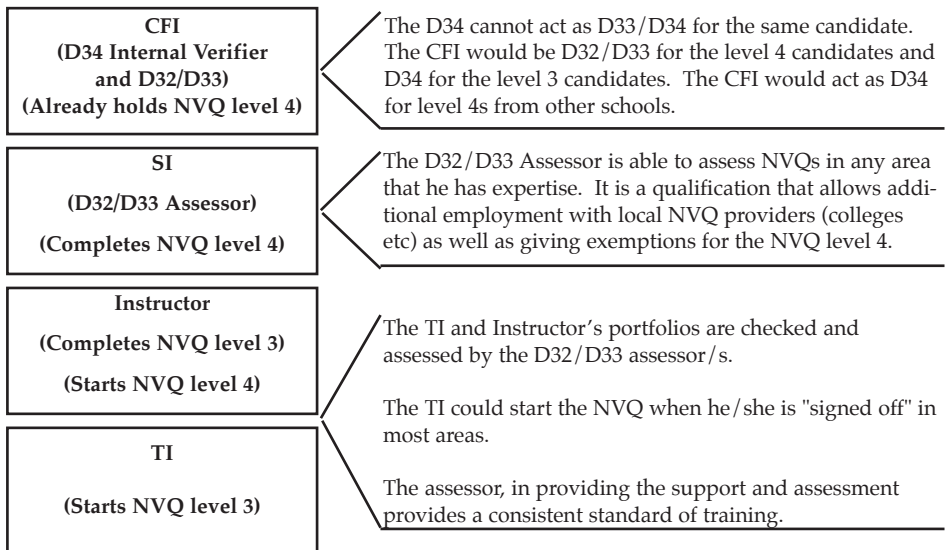 CFI
(D34 Internal Verifier
and D32/D33)
(Already holds NVQ level 4)
The D34 cannot act as D33/D34 for the same candidate.
The CFI would be D32/D33 for the level 4 candidates and
D34 for the level 3 candidates.  The CFI would act as D34
for level 4s from other schools.
SI
(D32/D33 Assessor)
(Completes NVQ level 4)
The D32/D33 Assessor is able to assess NVQs in any area
that he has expertise.  It is a qualification that allows addi-
tional employment with local NVQ providers (colleges
etc) as well as giving exemptions for the NVQ level 4.
Instructor
(Completes NVQ level 3)
(Starts NVQ level 4)
TI
(Starts NVQ level 3)
The TI and Instructor's portfolios are checked and
assessed by the D32/D33 assessor/s.
The TI could start the NVQ when he/she is "signed off" in
most areas.
The assessor, in providing the support and assessment
provides a consistent standard of training.